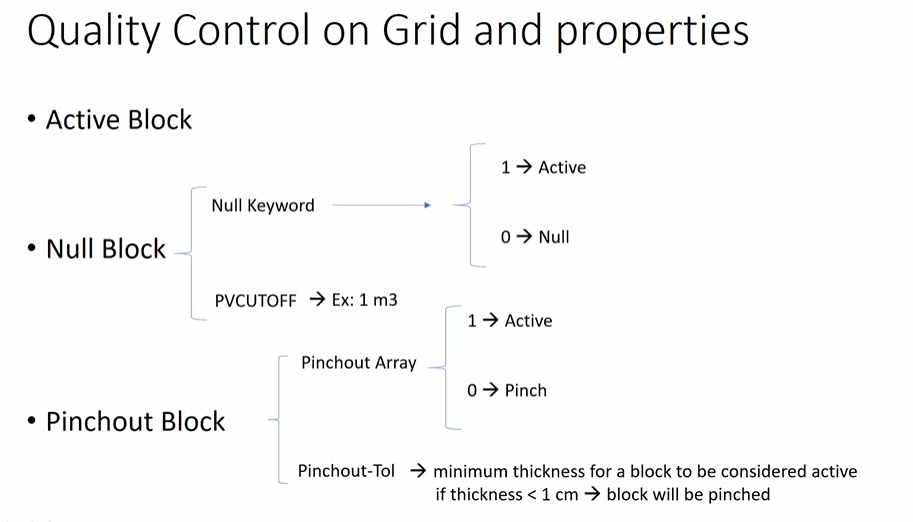 Quality Control on Grid and properties
• Active Block
1 → Active
Null Keyword
0 → Null
• Null Block
PVCUTOFF → Ex: 1 m3
1 → Active
Pinchout Array
0 → Pinch
• Pinchout Block
Pinchout-Tol → minimum thickness for a block to be considered active
if thickness < 1 cm → block will be pinched